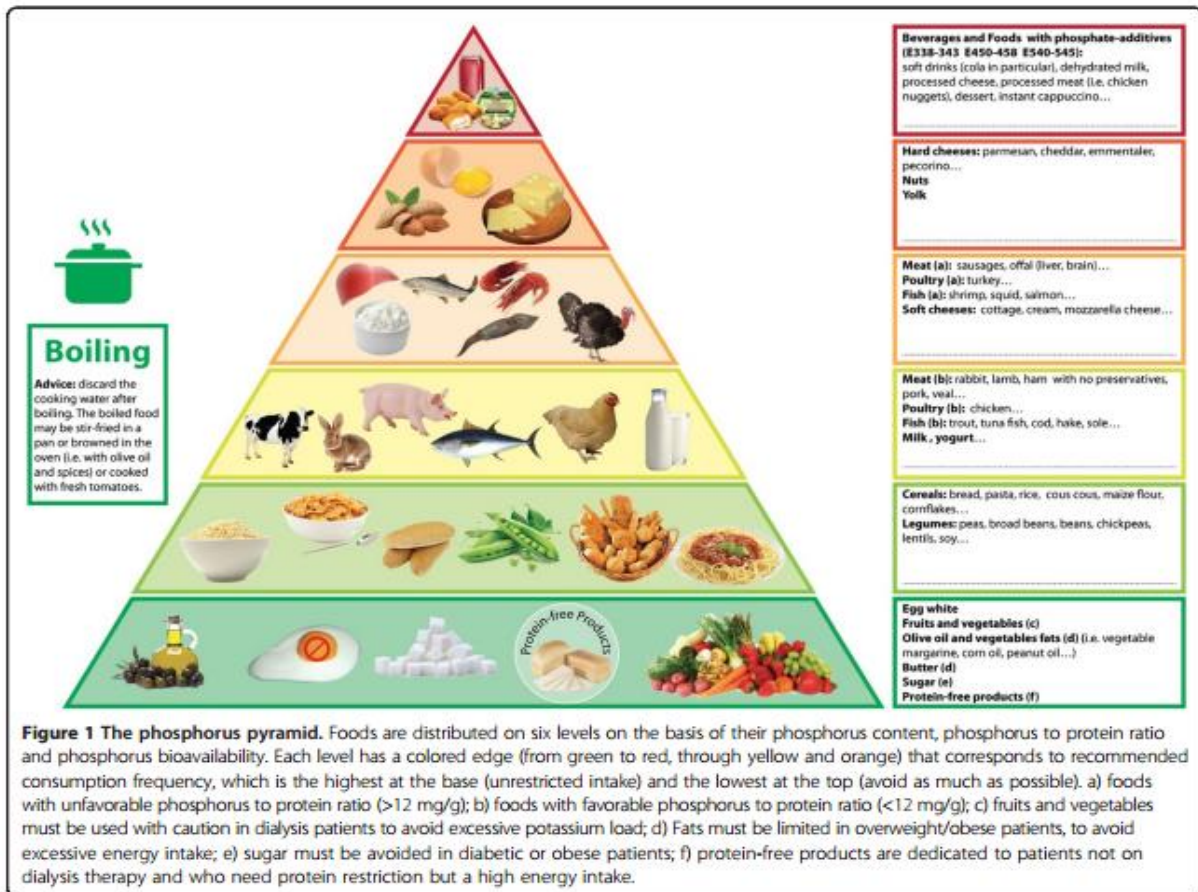 Beverages and Foods with phosphate-additives
(E338-343 E450-458 E540-545):
soft drinks (cola in particular), dehydrated milk,
processed cheese, processed meat (i.e. chicken
nuggets), dessert, instant cappuccino...
Hard cheeses: parmesan, cheddar, emmentaler,
pecorino...
Nuts
Yolk
Meat (a): sausages, offal (liver, brain)...
Poultry (a): turkey...
Fish (a): shrimp, squid, salmon...
Soft cheeses: cottage, cream, mozzarella cheese...
Boiling
Advice: discard the
cooking water after
boiling. The boiled food
may be stir-fried in a
pan or browned in the
oven (i.e. with olive oil
and spices) or cooked
with fresh tomatoes.
Meat (b): rabbit, lamb, ham with no preservatives,
pork, veal...
Poultry (b): chicken...
Fish (b): trout, tuna fish, cod, hake, sole...
Milk , yogurt...
Cereals: bread, pasta, rice, cous cous, maize flour,
cornflakes...
Legumes: peas, broad beans, beans, chickpeas,
lentils, soy...
Protein-free Products
Egg white
Fruits and vegetables (c)
Olive oil and vegetables fats (d) (i.e. vegetable
margarine, corn oil, peanut oil...)
Butter (d)
Sugar (e)
Protein-free products (f)
Figure 1 The phosphorus pyramid. Foods are distributed on six levels on the basis of their phosphorus content, phosphorus to protein ratio
and phosphorus bioavailability. Each level has a colored edge (from green to red, through yellow and orange) that corresponds to recommended
consumption frequency, which is the highest at the base (unrestricted intake) and the lowest at the top (avoid as much as possible). a) foods
with unfavorable phosphorus to protein ratio (>12 mg/g); b) foods with favorable phosphorus to protein ratio (<12 mg/g); c) fruits and vegetables
must be used with caution in dialysis patients to avoid excessive potassium load; d) Fats must be limited in overweight/obese patients, to avoid
excessive energy intake; e) sugar must be avoided in diabetic or obese patients; f) protein-free products are dedicated to patients not on
dialysis therapy and who need protein restriction but a high energy intake.